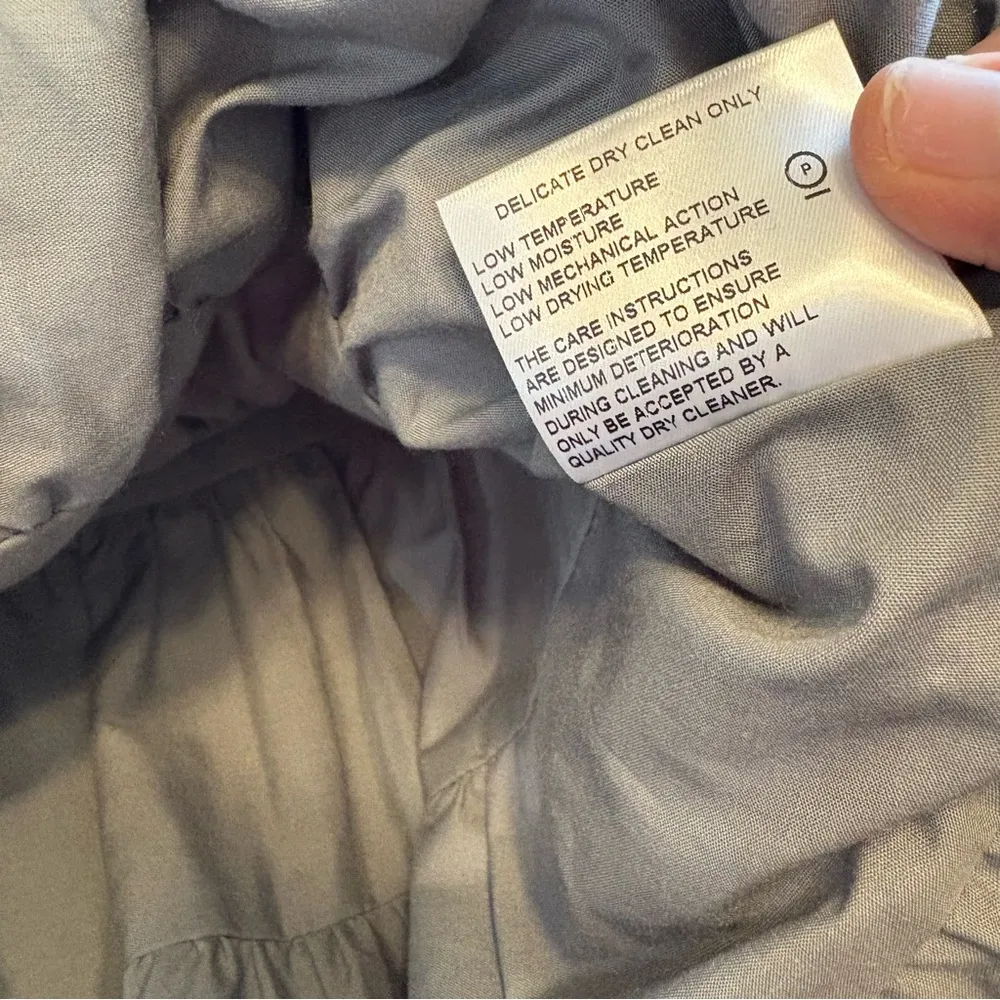 DELICATE DRY CLEAN ONLY
LOW TEMPERATURE
LOW MOISTURE
LOW MECHANICAL ACTION
LOW DRYING TEMPERATURE
P
THE CARE INSTRUCTIONS
ARE DESIGNED TO ENSURE
MINIMUM DETERIORATION
DURING CLEANING AND WILL
ONLY BE ACCEPTED BY A
QUALITY DRY CLEANER.